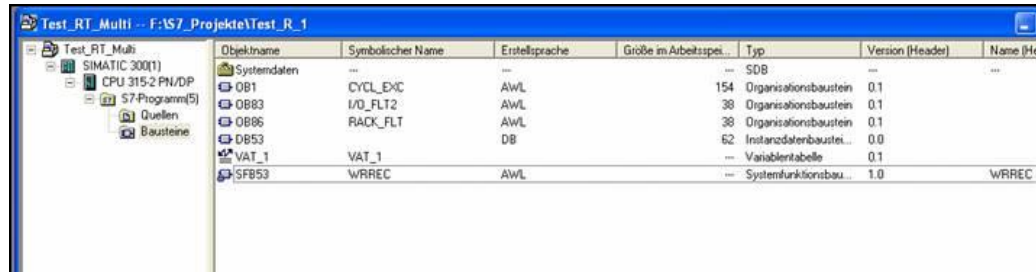 Test_RT_Multi -- F:\S7_Projekte\Test_R_1
Test_RT_Multi
SIMATIC 300(1)
CPU 315-2 PN/DP
S7-Programm(5)
Quellen
Bausteine
Objektname Symbolischer Name Erstellsprache Größe im Arbeitsspei... Typ Version (Header) Name (He
Systemdaten --- --- --- SDB --- ---
OB1 CYCL_EXC AWL 154 Organisationsbaustein 0.1
OB83 I/O_FLT2 AWL 38 Organisationsbaustein 0.1
OB86 RACK_FLT AWL 38 Organisationsbaustein 0.1
DB53 DB 62 Instanzdatenbaustei... 0.0
VAT_1 VAT_1 --- Variablentabelle 0.1
SFB53 WRREC AWL --- Systemfunktionsbau... 1.0 WRREC